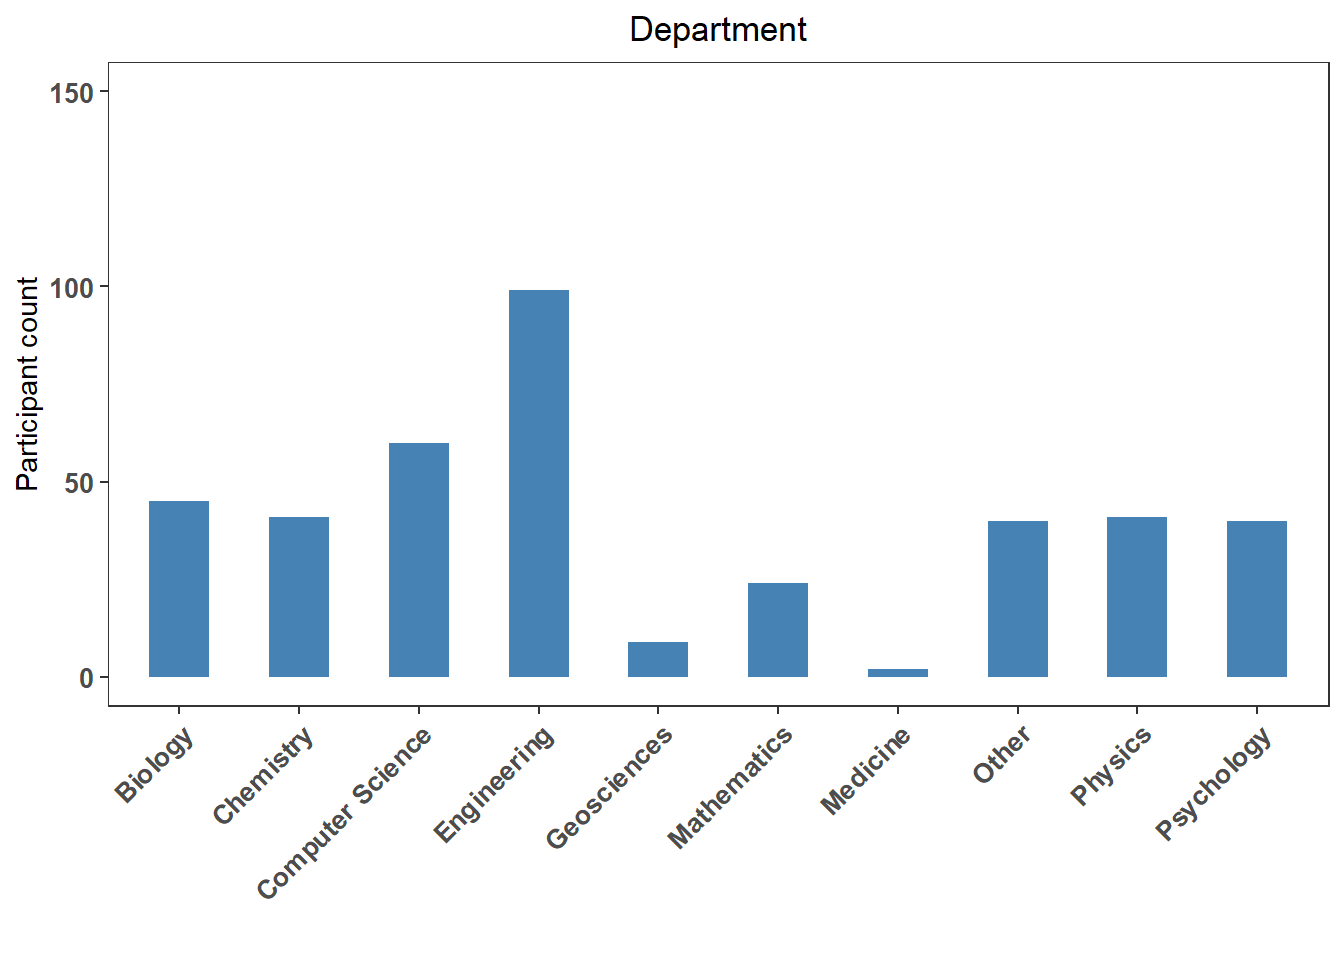 Department
Participant count
150
100
50
0
Biology
Chemistry
Computer Science
Engineering
Geosciences
Mathematics
Medicine
Other
Physics
Psychology